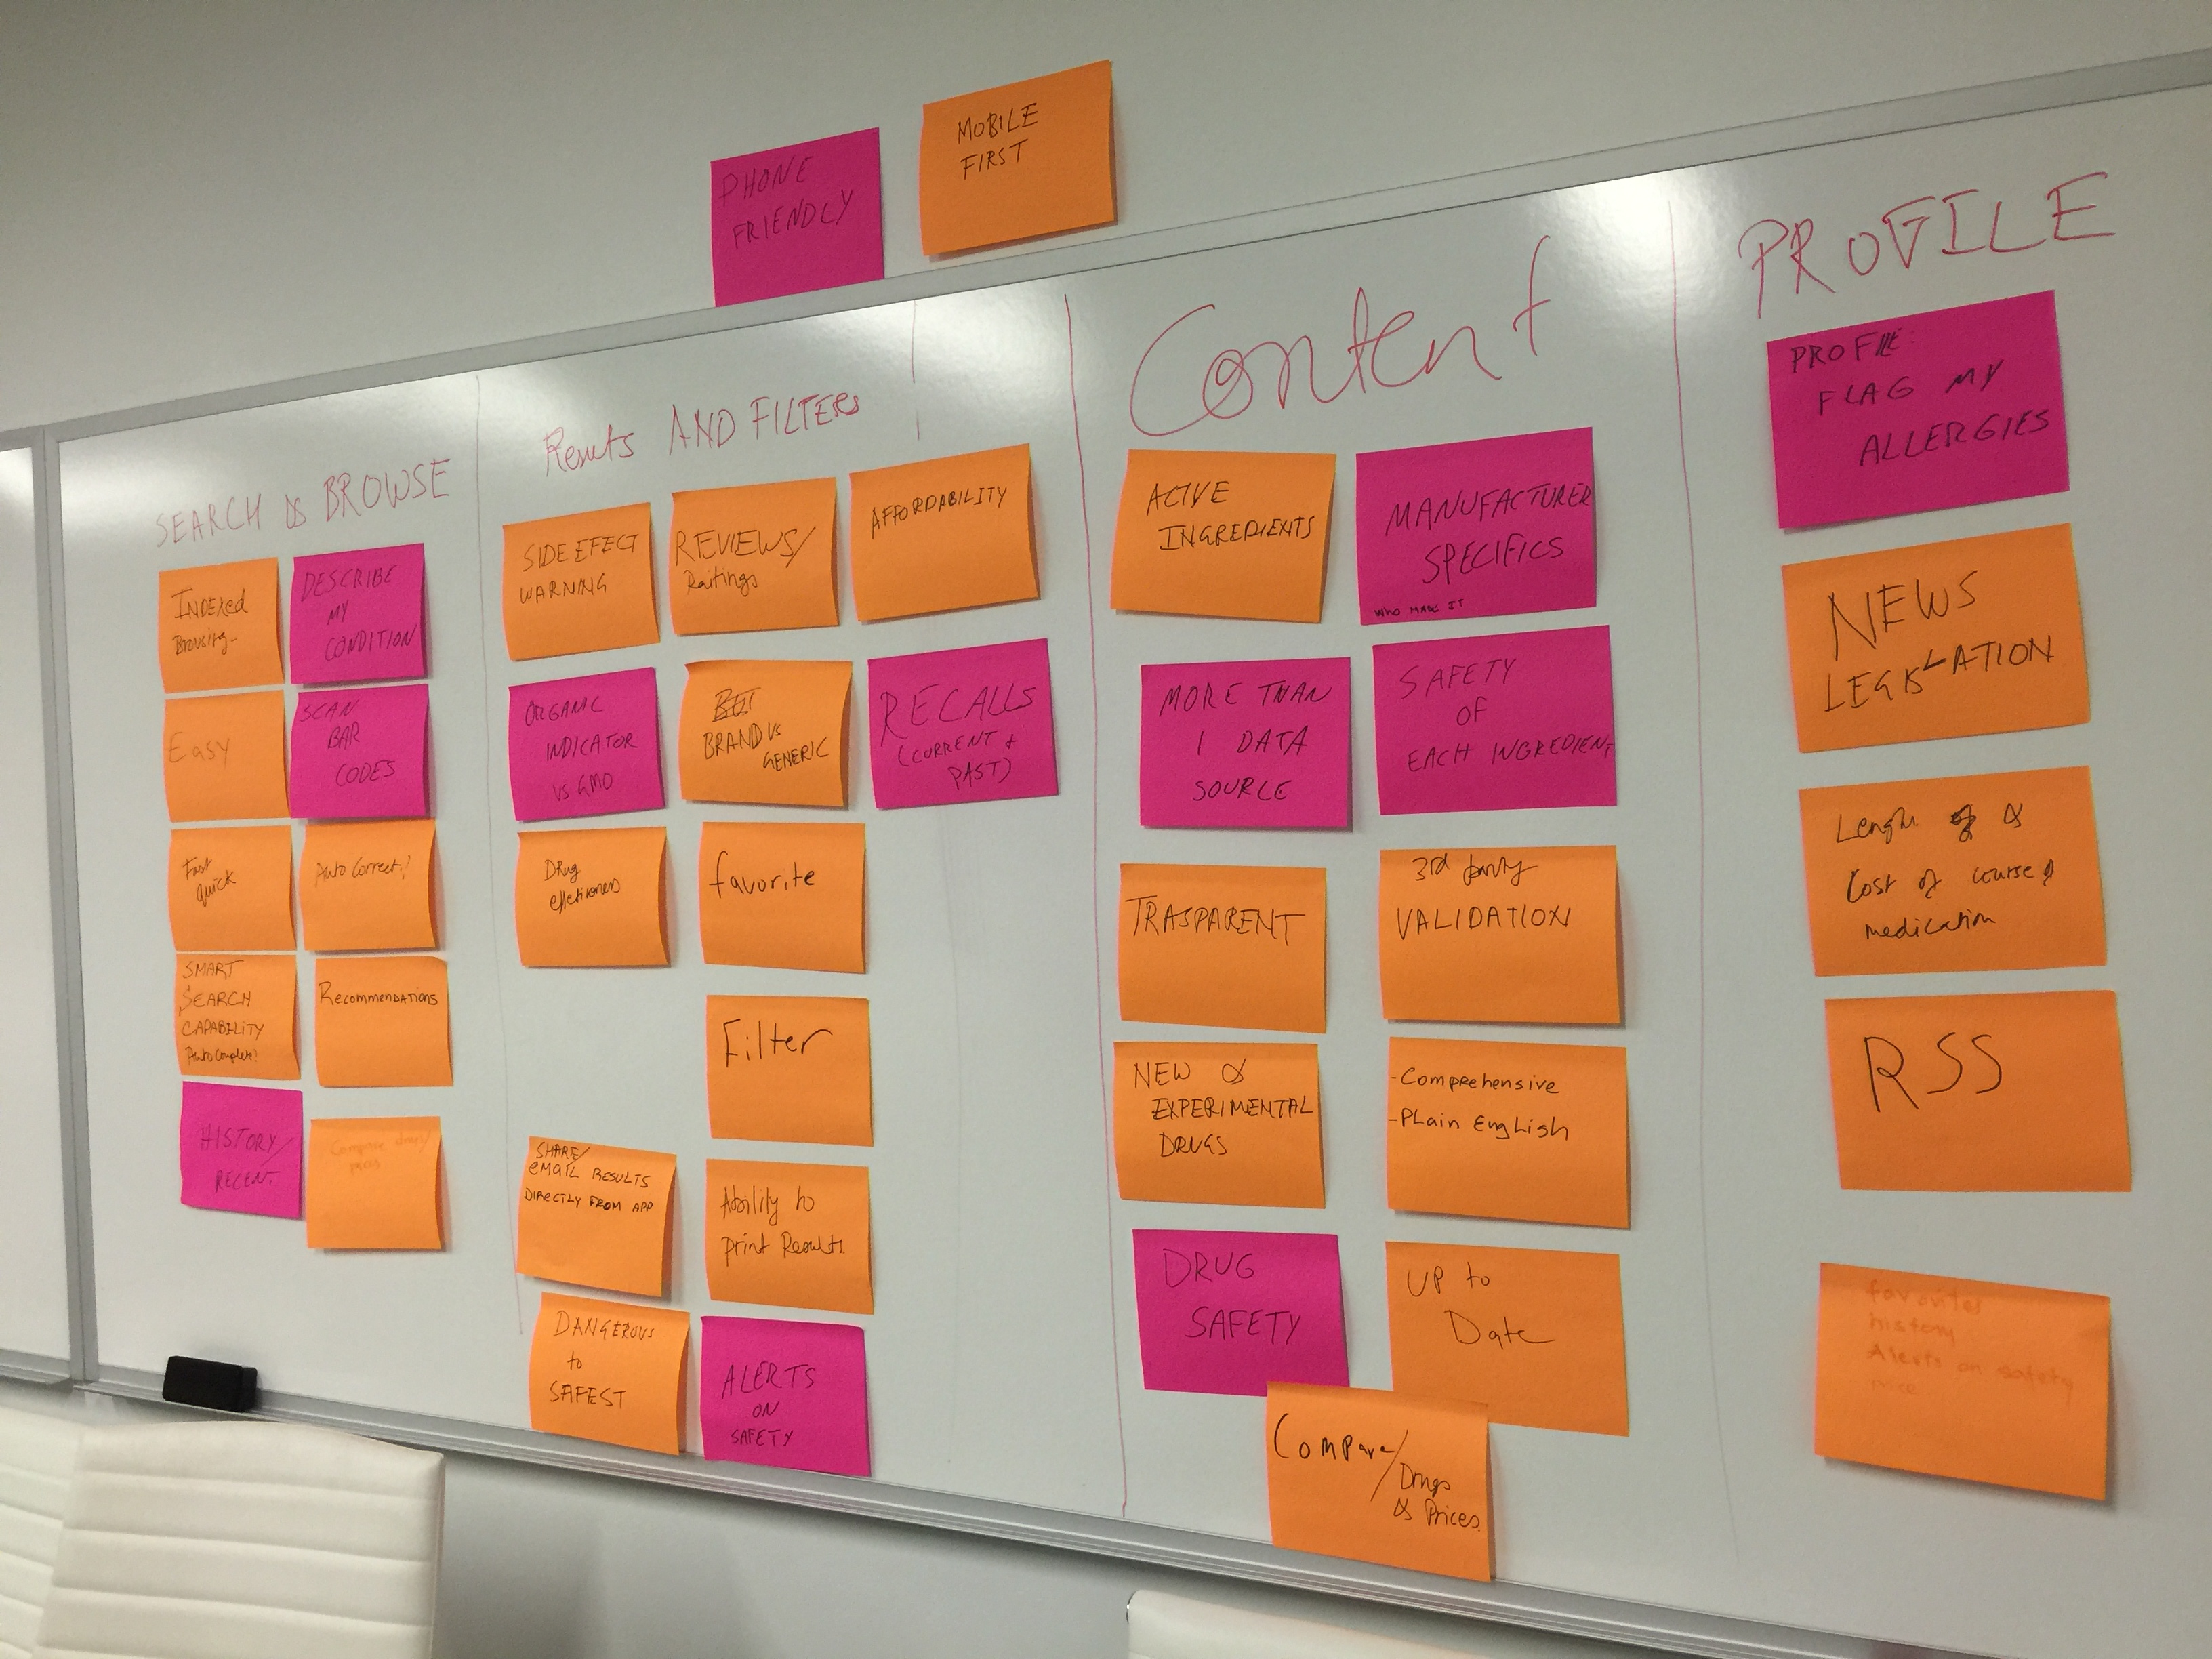 PHONE
FRIENDLY
MOBILE
FIRST
SEARCH & BROWSE
INDEXed
Browsing-
DESCRIBE
MY
CONDITION
Easy
SCAN
BAR
CODES
Fast
Quick
Auto Correct?
SMART
SEARCH
CAPABILITY
Auto Complete?
Recommendations
HISTORY/
RECENT
Compare drugs/
prices
Results AND FILTERs
SIDE EFFECT
WARNING
REVIEWS/
Raitings
AFFORDABILITY
ORGANIC
INDICATOR
VS GMO
BRAND vs
GENERIC
RECALLS
(CURRENT +
PAST)
Drug
effectiveness
favorite
Filter
SHARE/
EMAIL RESULTS
DIRECTLY FROM APP
Ability to
print Results
DANGEROUS
to
SAFEST
ALERTS
ON
SAFETY
Content
ACTIVE
INGREDIENTS
MANUFACTURER
SPECIFICS
WHO MADE IT
MORE THAN
1 DATA
SOURCE
SAFETY
OF
EACH INGREDIENT
TRASPARENT
3rd party
VALIDATION
NEW &
EXPERIMENTAL
DRUGS
-Comprehensive
-Plain English
DRUG
SAFETY
UP to
Date
Compare/
Drugs
& Prices
PROFILE
PROFILE:
FLAG MY
ALLERGIES
NEWS
LEGISLATION
Length of &
Cost of course of
medication
RSS
favorites
history
Alerts on safety
price